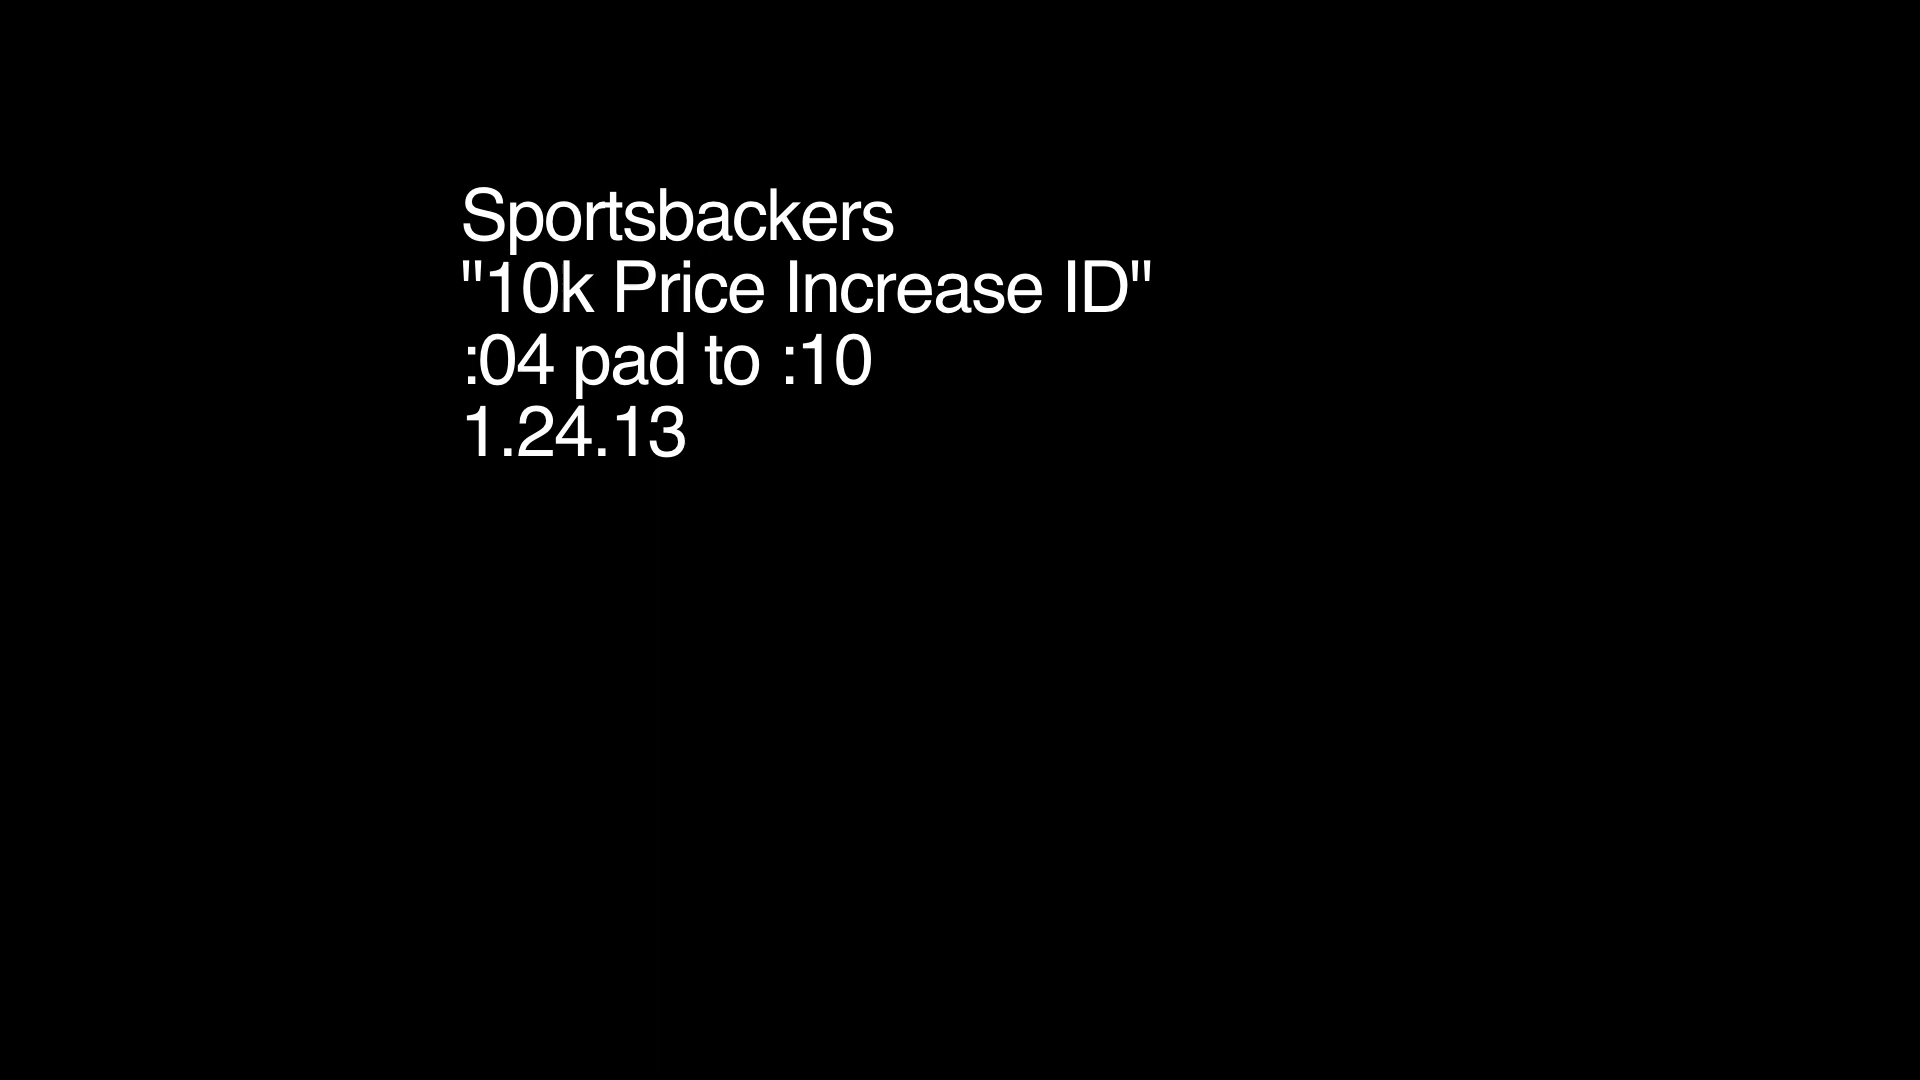 Sportsbackers
"10k Price Increase ID"
:04 pad to :10
1.24.13